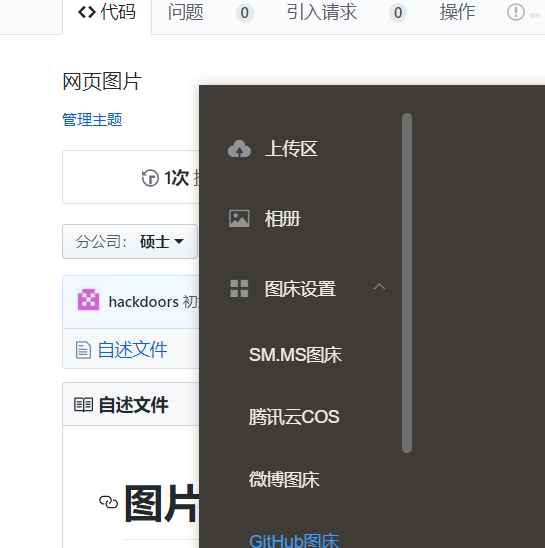 代码 问题 0 引入请求 0 操作
网页图片
管理主题
1次
分公司： 硕士
hackdoors 初
自述文件
自述文件
图片
上传区
相册
图床设置
SM.MS图床
腾讯云COS
微博图床
GitHub图床